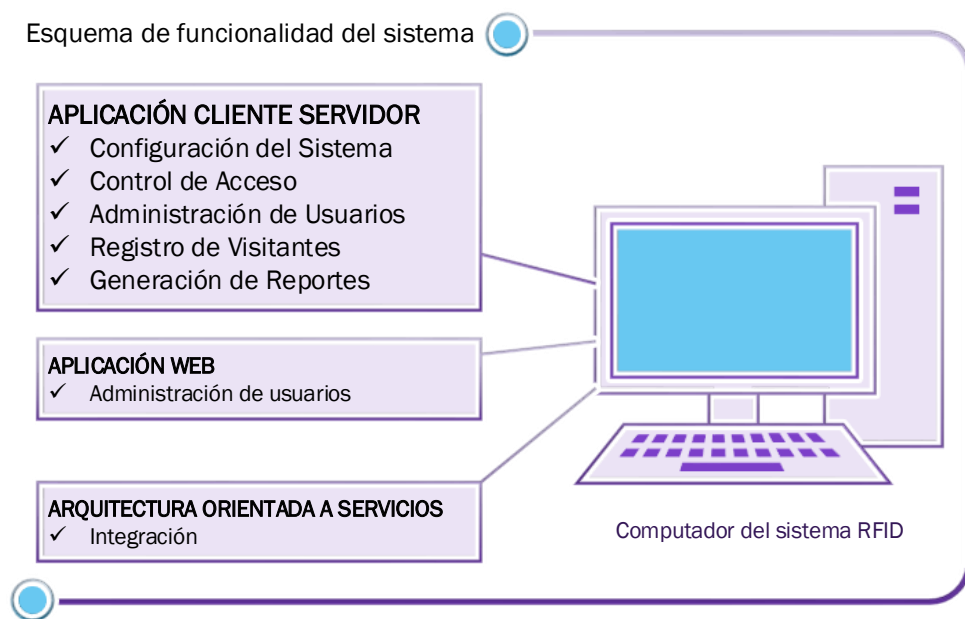 Esquema de funcionalidad del sistema
APLICACIÓN CLIENTE SERVIDOR
✓ Configuración del Sistema
✓ Control de Acceso
✓ Administración de Usuarios
✓ Registro de Visitantes
✓ Generación de Reportes
APLICACIÓN WEB
✓ Administración de usuarios
ARQUITECTURA ORIENTADA A SERVICIOS
✓ Integración
Computador del sistema RFID